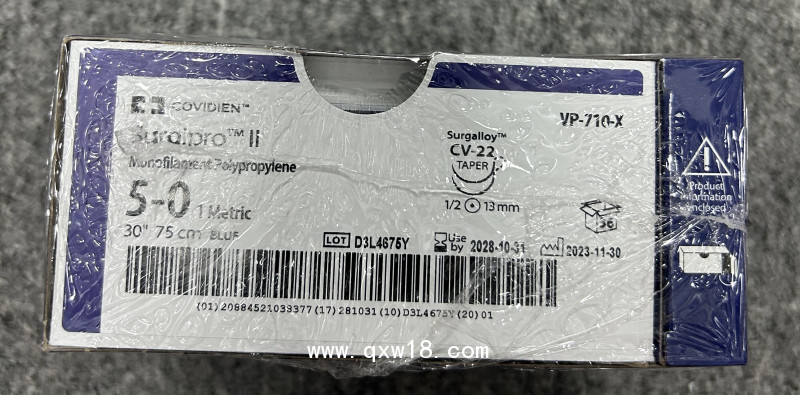 COVIDIEN™
Surgipro™ II
Monofilament Polypropylene
5-0 1 Metric
30" 75 cm BLUE
Surgalloy™
CV-22
TAPER
1/2 13 mm
VP-710-X
36
LOT D3L4675Y
Use by 2028-10-31
2023-11-30
(01)20884521039377(17)281031(10)D3L4675Y(20)01
Product
information
enclosed
www.qxw18.com